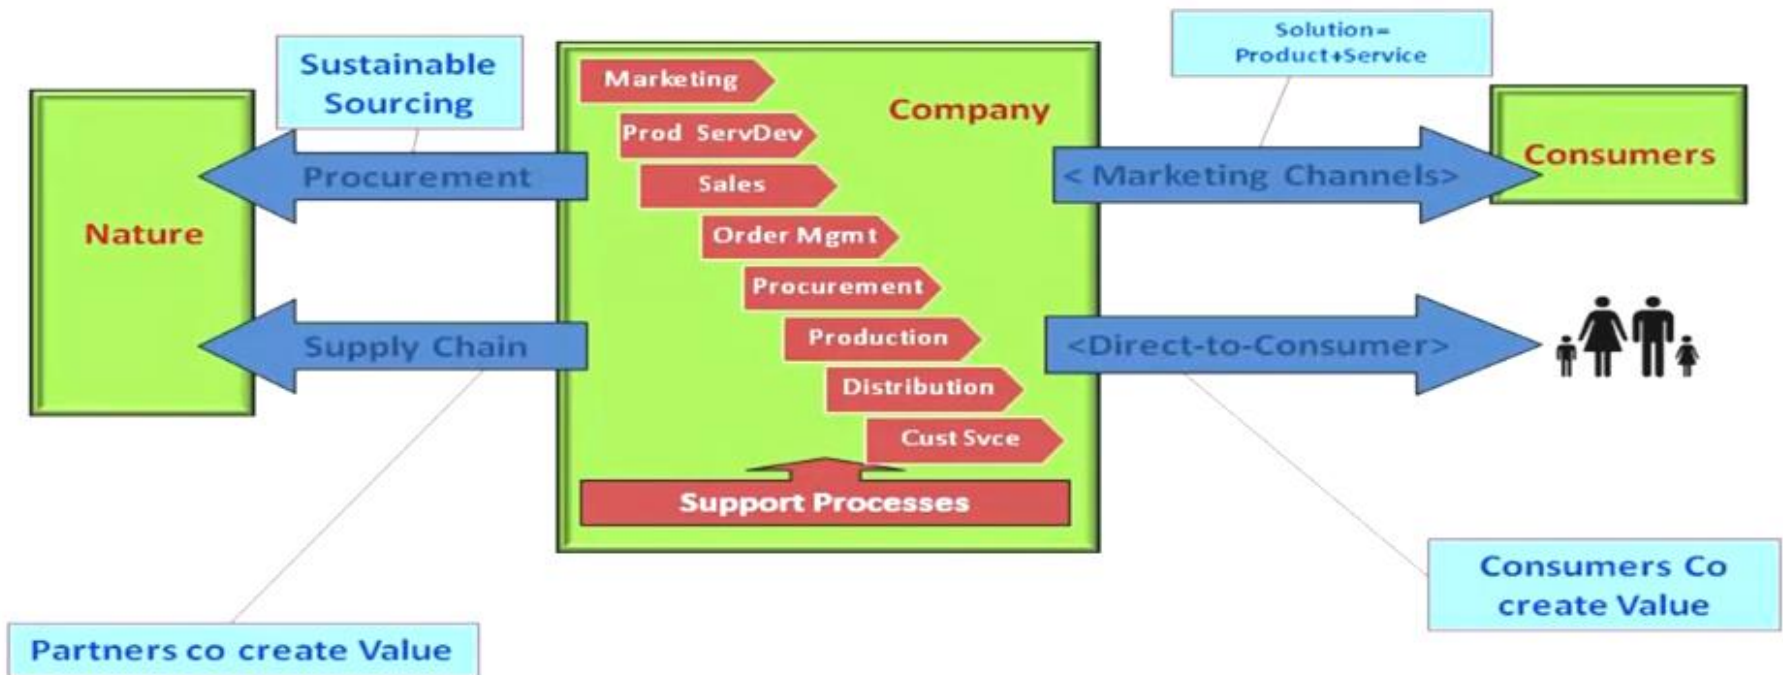 Solution=
Product+Service
Sustainable
Sourcing
Marketing
Company
Prod ServDev
Consumers
Procurement
Sales
< Marketing Channels>
Nature
Order Mgmt
Procurement
Production
Supply Chain
<Direct-to-Consumer>
Distribution
Cust Svce
Support Processes
Consumers Co
create Value
Partners co create Value